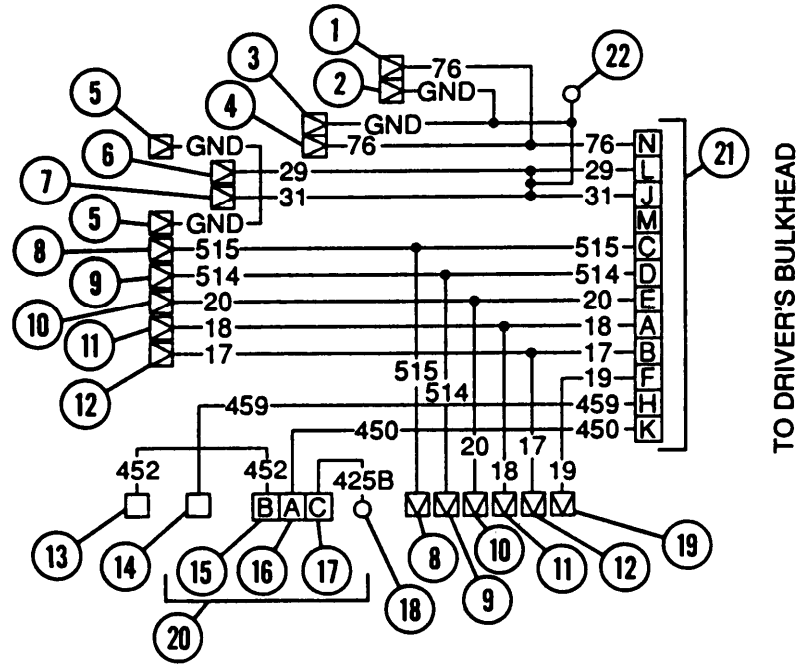 1
76
22
3
2
GND
5
4
GND
21
GND
76
76 N
6
29
29 L
7
31
31 J
5
GND
M
8
515
515 C
9
514
514 D
10
20
20 E
11
18
18 A
12
17
17 B
515
19 F
514
459
459 H
450
450 K
20
17
452
452
425B
18
19
B A C
13
14
15
16
17
18
8
9
10
11
12
19
20
TO DRIVER'S BULKHEAD